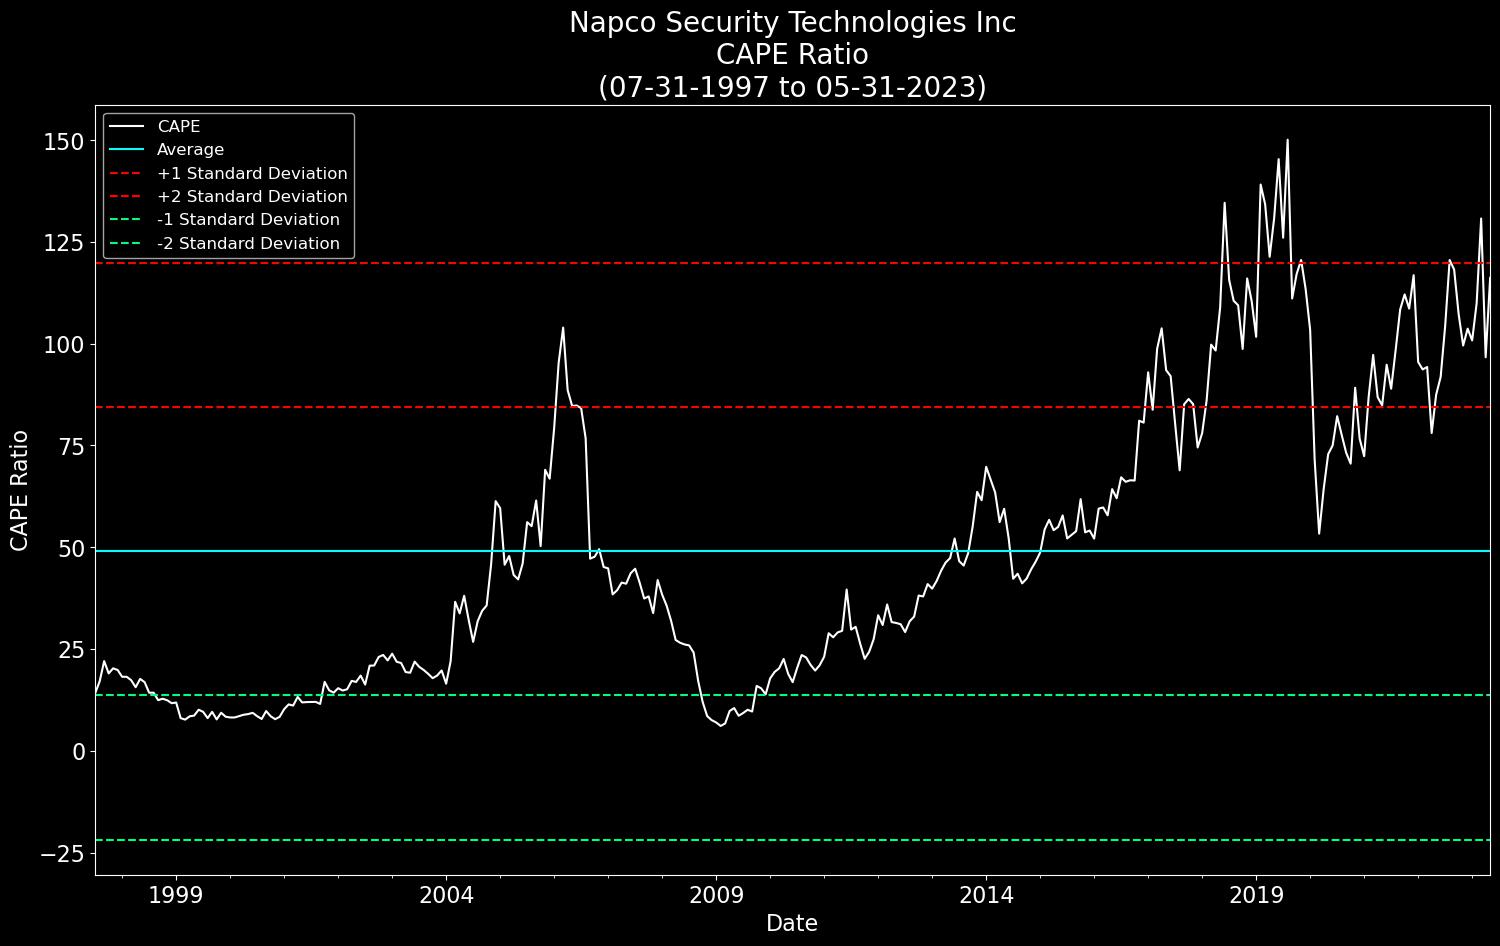 Napco Security Technologies Inc
CAPE Ratio
(07-31-1997 to 05-31-2023)
CAPE
Average
+1 Standard Deviation
+2 Standard Deviation
-1 Standard Deviation
-2 Standard Deviation
150
125
100
75
50
25
0
−25
CAPE Ratio
1999
2004
2009
2014
2019
Date